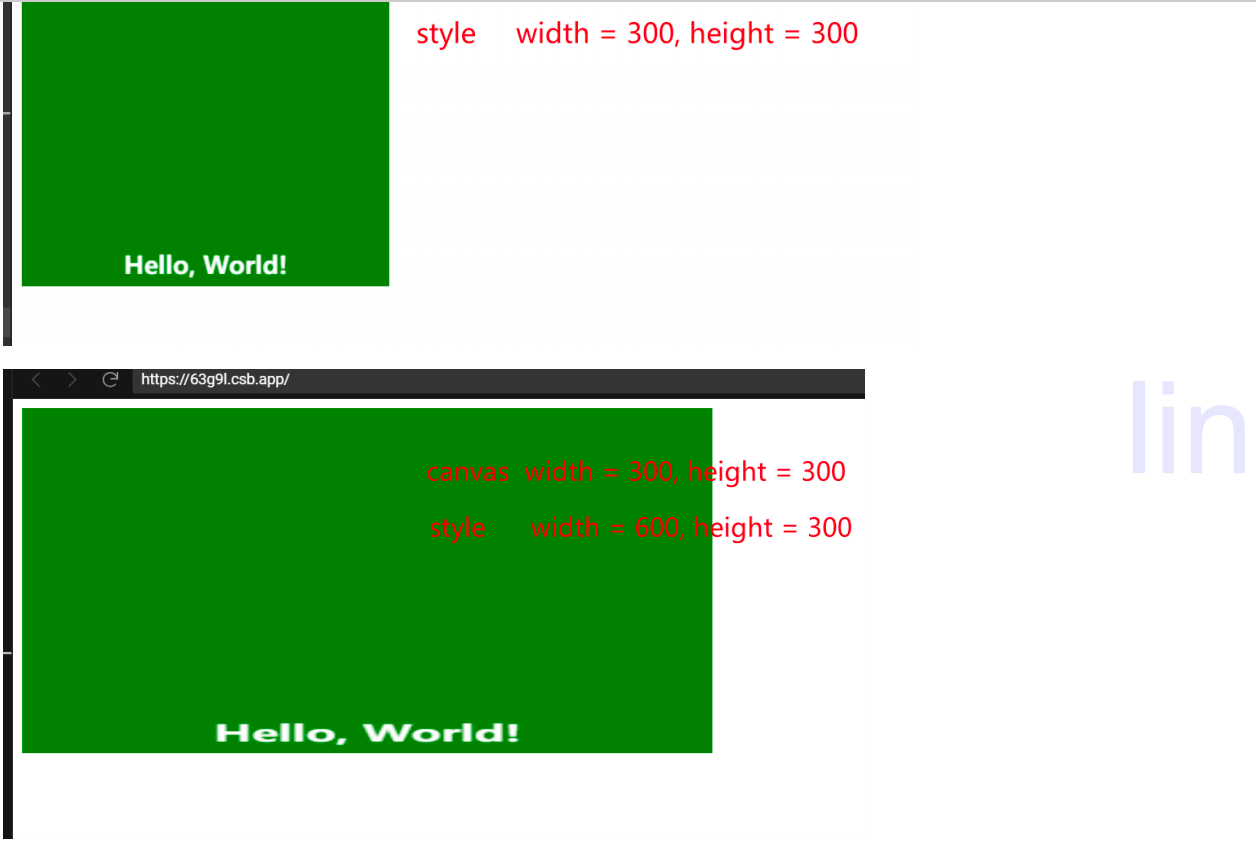 style width = 300, height = 300
Hello, World!
https://63g9l.csb.app/
lin
canvas width = 300, height = 300
style width = 600, height = 300
Hello, World!